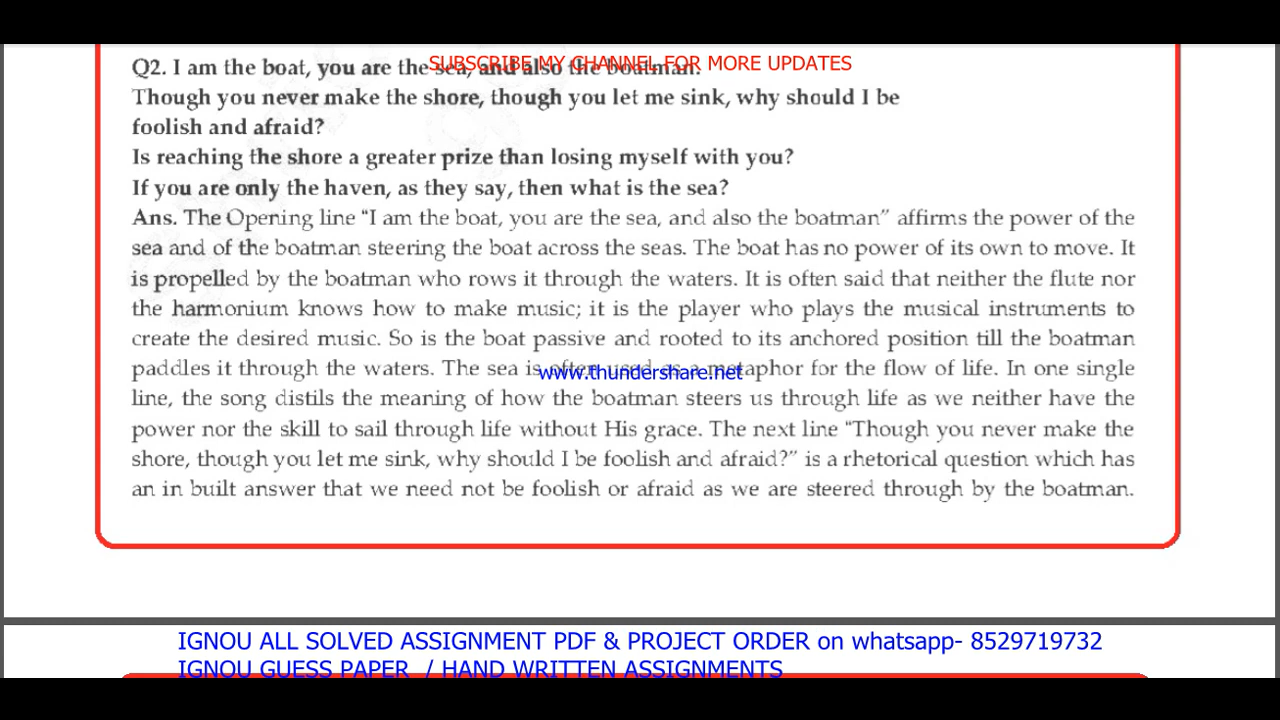 SUBSCRIBE MY CHANNEL FOR MORE UPDATES
Q2. I am the boat, you are the sea, and also the boatman.
Though you never make the shore, though you let me sink, why should I be
foolish and afraid?
Is reaching the shore a greater prize than losing myself with you?
If you are only the haven, as they say, then what is the sea?
Ans. The Opening line “I am the boat, you are the sea, and also the boatman” affirms the power of the
sea and of the boatman steering the boat across the seas. The boat has no power of its own to move. It
is propelled by the boatman who rows it through the waters. It is often said that neither the flute nor
the harmonium knows how to make music; it is the player who plays the musical instruments to
create the desired music. So is the boat passive and rooted to its anchored position till the boatman
paddles it through the waters. The sea is often used as a metaphor for the flow of life. In one single
www.thundershare.net
line, the song distils the meaning of how the boatman steers us through life as we neither have the
power nor the skill to sail through life without His grace. The next line “Though you never make the
shore, though you let me sink, why should I be foolish and afraid?” is a rhetorical question which has
an in built answer that we need not be foolish or afraid as we are steered through by the boatman.
IGNOU ALL SOLVED ASSIGNMENT PDF & PROJECT ORDER on whatsapp- 8529719732
IGNOU GUESS PAPER / HAND WRITTEN ASSIGNMENTS